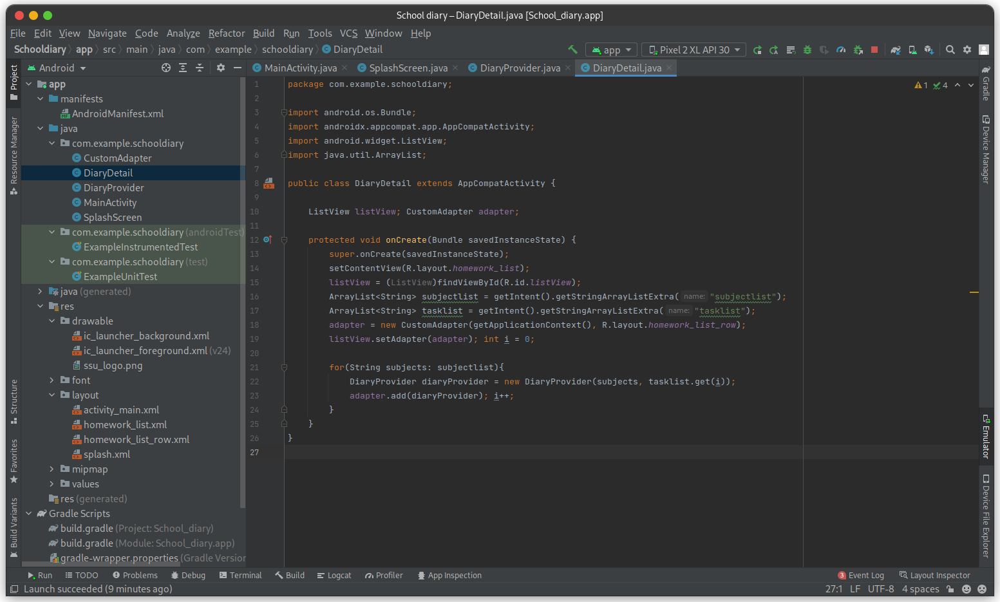 School diary – DiaryDetail.java [School_diary.app]
File Edit View Navigate Code Analyze Refactor Build Run Tools VCS Window Help
Schooldiary app src main java com example schooldiary DiaryDetail
app Pixel 2 XL API 30
Project
Resource Manager
Structure
Favorites
Build Variants
Android
app
manifests
AndroidManifest.xml
java
com.example.schooldiary
CustomAdapter
DiaryDetail
DiaryProvider
MainActivity
SplashScreen
com.example.schooldiary (androidTest)
ExampleInstrumentedTest
com.example.schooldiary (test)
ExampleUnitTest
java (generated)
res
drawable
ic_launcher_background.xml
ic_launcher_foreground.xml (v24)
ssu_logo.png
font
layout
activity_main.xml
homework_list.xml
homework_list_row.xml
splash.xml
mipmap
values
res (generated)
Gradle Scripts
build.gradle (Project: School_diary)
build.gradle (Module: School_diary.app)
gradle-wrapper.properties (Gradle Version
MainActivity.java SplashScreen.java DiaryProvider.java DiaryDetail.java
1 4
1 package com.example.schooldiary;
2
3 import android.os.Bundle;
4 import androidx.appcompat.app.AppCompatActivity;
5 import android.widget.ListView;
6 import java.util.ArrayList;
7
8 public class DiaryDetail extends AppCompatActivity {
9
10 ListView listView; CustomAdapter adapter;
11
12 protected void onCreate(Bundle savedInstanceState) {
13 super.onCreate(savedInstanceState);
14 setContentView(R.layout.homework_list);
15 listView = (ListView)findViewById(R.id.listView);
16 ArrayList<String> subjectlist = getIntent().getStringArrayListExtra( name: "subjectlist");
17 ArrayList<String> tasklist = getIntent().getStringArrayListExtra( name: "tasklist");
18 adapter = new CustomAdapter(getApplicationContext(), R.layout.homework_list_row);
19 listView.setAdapter(adapter); int i = 0;
20
21 for(String subjects: subjectlist){
22 DiaryProvider diaryProvider = new DiaryProvider(subjects, tasklist.get(i));
23 adapter.add(diaryProvider); i++;
24 }
25 }
26 }
27
Gradle
Device Manager
Emulator
Device File Explorer
Run TODO Problems Debug Terminal Build Logcat Profiler App Inspection 3 Event Log Layout Inspector
Launch succeeded (9 minutes ago) 27:1 LF UTF-8 4 spaces